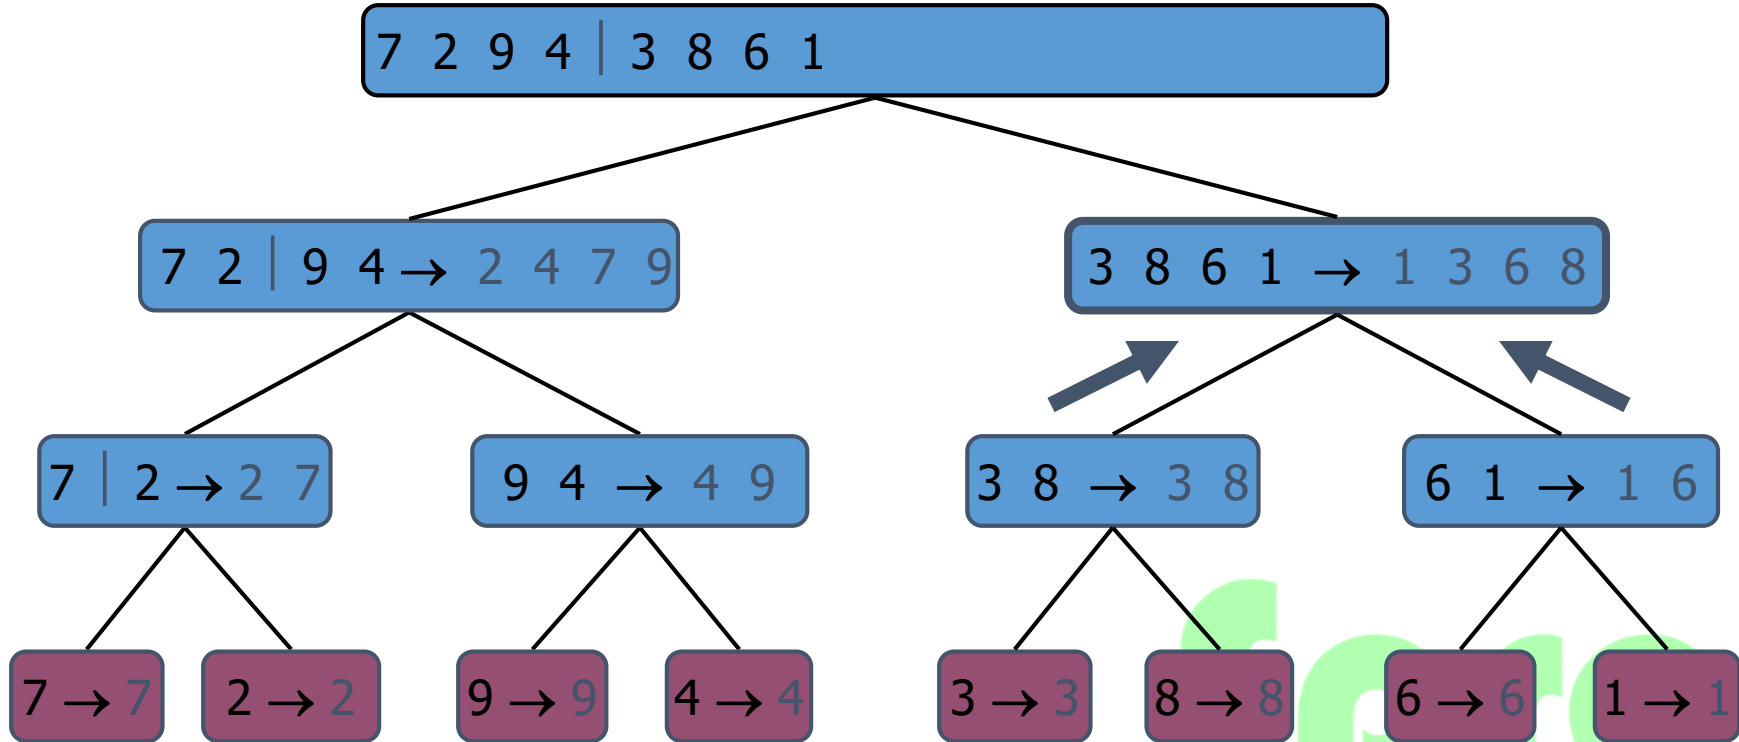 7 2 9 4 | 3 8 6 1
7 2 | 9 4 → 2 4 7 9
3 8 6 1 → 1 3 6 8
7 | 2 → 2 7
9 4 → 4 9
3 8 → 3 8
6 1 → 1 6
7 → 7
2 → 2
9 → 9
4 → 4
3 → 3
8 → 8
6 → 6
1 → 1